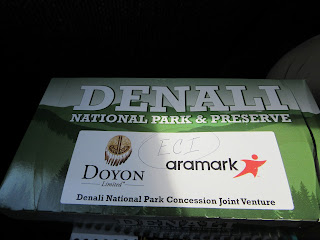 DENALI
NATIONAL PARK & PRESERVE
ECI
DOYON
Limited
aramark
Denali National Park Concession Joint Venture